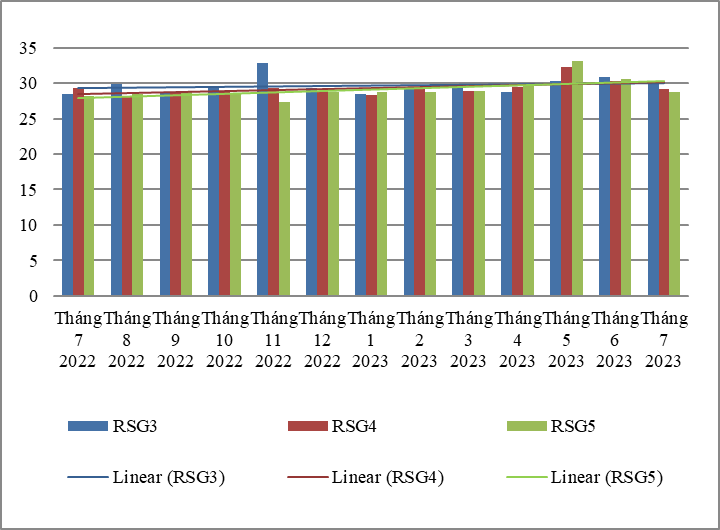 35
30
25
20
15
10
5
0
Tháng Tháng Tháng Tháng Tháng Tháng Tháng Tháng Tháng Tháng Tháng Tháng Tháng
7 8 9 10 11 12 1 2 3 4 5 6 7
2022 2022 2022 2022 2022 2022 2023 2023 2023 2023 2023 2023 2023
RSG3 RSG4 RSG5
Linear (RSG3) Linear (RSG4) Linear (RSG5)